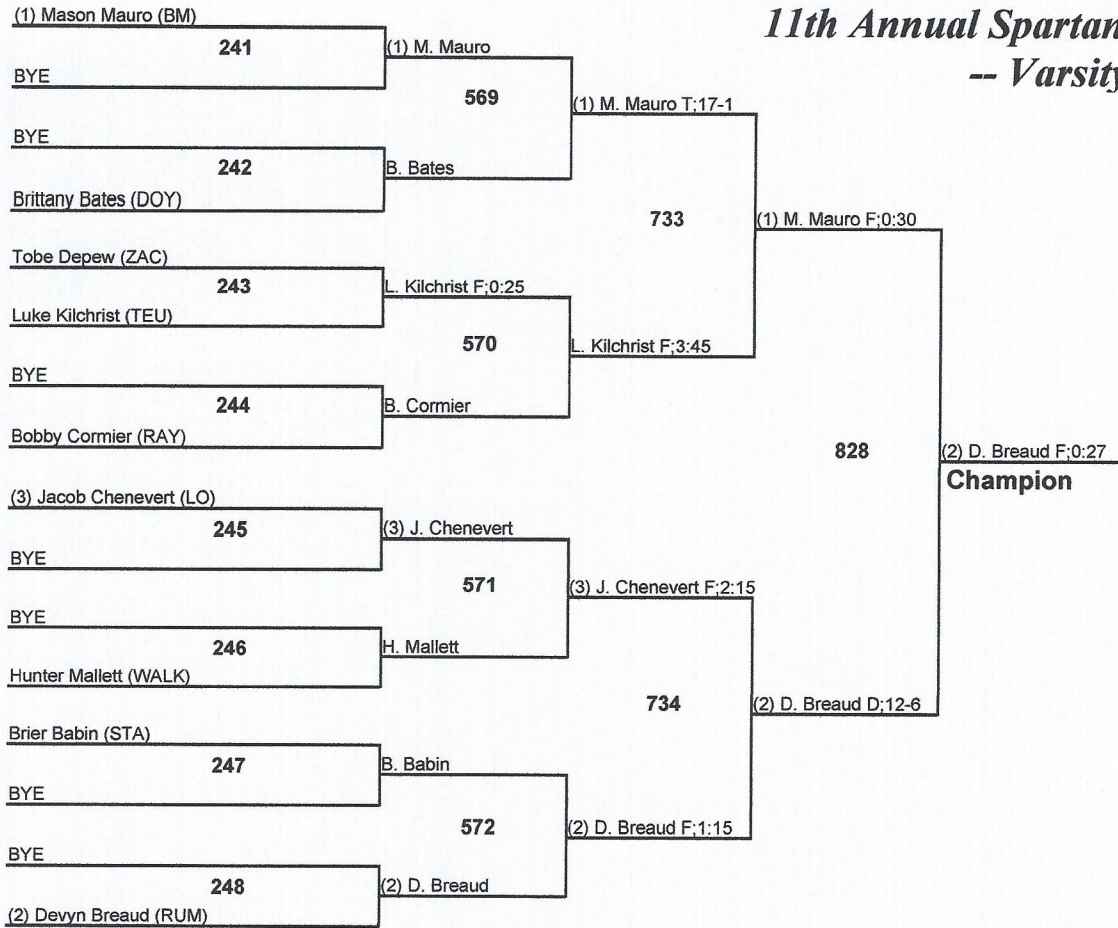 11th Annual Spartan
-- Varsity
(1) Mason Mauro (BM)
241
BYE
(1) M. Mauro
569
BYE
242
Brittany Bates (DOY)
B. Bates
(1) M. Mauro T;17-1
733
Tobe Depew (ZAC)
243
Luke Kilchrist (TEU)
L. Kilchrist F;0:25
570
BYE
244
Bobby Cormier (RAY)
B. Cormier
L. Kilchrist F;3:45
(1) M. Mauro F;0:30
828
(3) Jacob Chenevert (LO)
245
BYE
(3) J. Chenevert
571
BYE
246
Hunter Mallett (WALK)
H. Mallett
(3) J. Chenevert F;2:15
734
Brier Babin (STA)
247
BYE
B. Babin
572
BYE
248
(2) Devyn Breaud (RUM)
(2) D. Breaud
(2) D. Breaud F;1:15
(2) D. Breaud D;12-6
(2) D. Breaud F;0:27
Champion